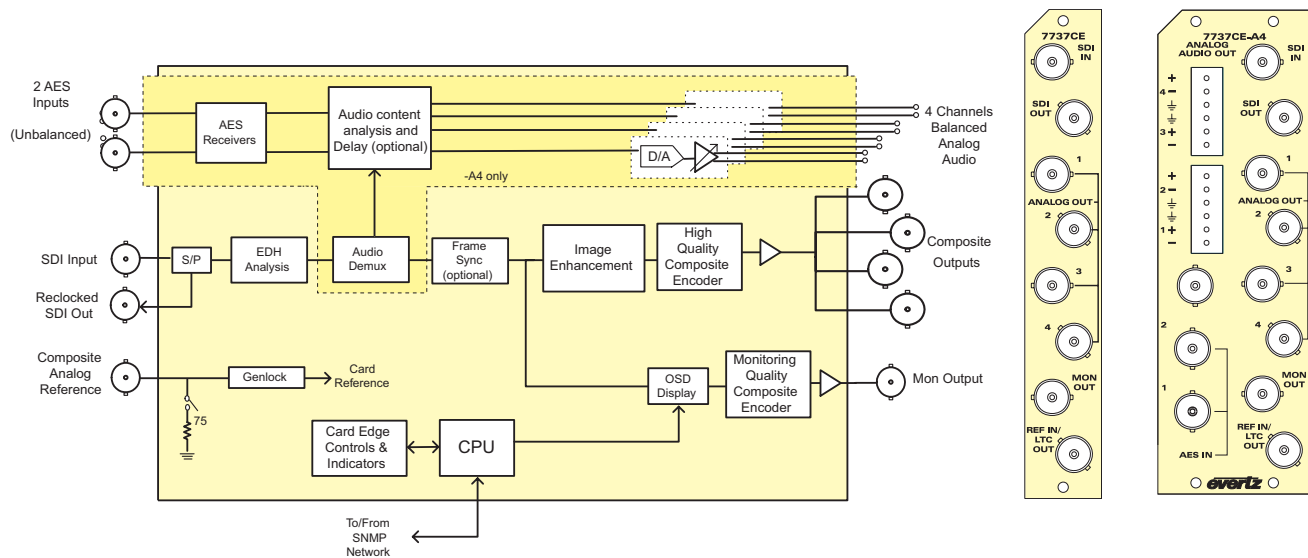 2 AES
Inputs
(Unbalanced)
AES
Receivers
Audio content
analysis and
Delay (optional)
D/A
4 Channels
Balanced
Analog
Audio
-A4 only
SDI Input
S/P
EDH
Analysis
Audio
Demux
Frame
Sync
(optional)
Image
Enhancement
High
Quality
Composite
Encoder
Composite
Outputs
Reclocked
SDI Out
Composite
Analog
Reference
Genlock
Card
Reference
75
OSD
Display
Monitoring
Quality
Composite
Encoder
Mon Output
Card Edge
Controls &
Indicators
CPU
To/From
SNMP
Network
7737CE
SDI
IN
SDI
OUT
1
ANALOG OUT
2
3
4
MON
OUT
REF IN/
LTC
OUT
7737CE-A4
ANALOG
AUDIO OUT
SDI
IN
+
4 -
3 +
-
SDI
OUT
+
2 -
1 +
-
1
ANALOG OUT
2
3
4
2
1
AES IN
MON
OUT
REF IN/
LTC
OUT
evertz